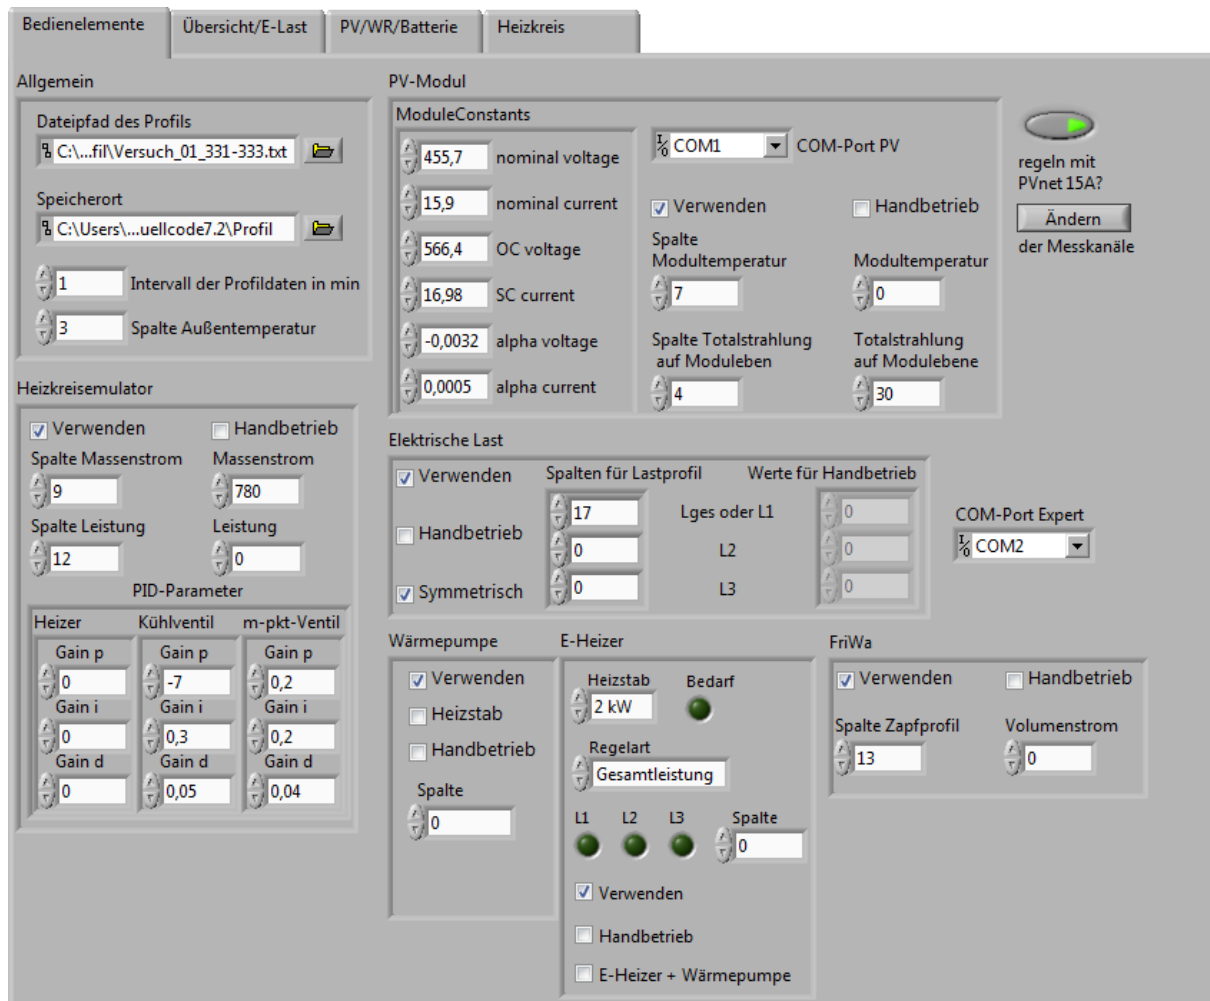 Bedienelemente
Übersicht/E-Last
PV/WR/Batterie
Heizkreis
Allgemein
Dateipfad des Profils
C:\...fil\Versuch_01_331-333.txt
Speicherort
C:\Users\...uellcode7.2\Profil
1 Intervall der Profildaten in min
3 Spalte Außentemperatur
PV-Modul
ModuleConstants
455,7 nominal voltage
15,9 nominal current
566,4 OC voltage
16,98 SC current
-0,0032 alpha voltage
0,0005 alpha current
COM1 COM-Port PV
Verwenden Handbetrieb
Spalte
Modultemperatur
7
Modultemperatur
0
Spalte Totalstrahlung
auf Moduleben
4
Totalstrahlung
auf Modulebene
30
regeln mit
PVnet 15A?
Ändern
der Messkanäle
Heizkreisemulator
Verwenden Handbetrieb
Spalte Massenstrom Massenstrom
9 780
Spalte Leistung Leistung
12 0
PID-Parameter
Heizer Kühlventil m-pkt-Ventil
Gain p Gain p Gain p
0 -7 0,2
Gain i Gain i Gain i
0 0,3 0,2
Gain d Gain d Gain d
0 0,05 0,04
Elektrische Last
Verwenden
Handbetrieb
Symmetrisch
Spalten für Lastprofil Werte für Handbetrieb
17 Lges oder L1 0
0 L2 0
0 L3 0
COM-Port Expert
COM2
Wärmepumpe
Verwenden
Heizstab
Handbetrieb
Spalte
0
E-Heizer
Heizstab Bedarf
2 kW
Regelart
Gesamtleistung
L1 L2 L3 Spalte
0
Verwenden
Handbetrieb
E-Heizer + Wärmepumpe
FriWa
Verwenden Handbetrieb
Spalte Zapfprofil Volumenstrom
13 0